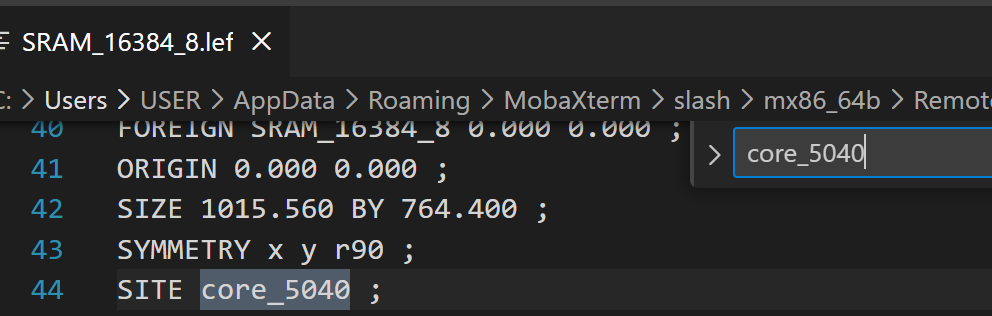 SRAM_16384_8.lef
C: > Users > USER > AppData > Roaming > MobaXterm > slash > mx86_64b > Remote
40 FOREIGN SRAM_16384_8 0.000 0.000 ;
core_5040
41 ORIGIN 0.000 0.000 ;
42 SIZE 1015.560 BY 764.400 ;
43 SYMMETRY x y r90 ;
44 SITE core_5040 ;